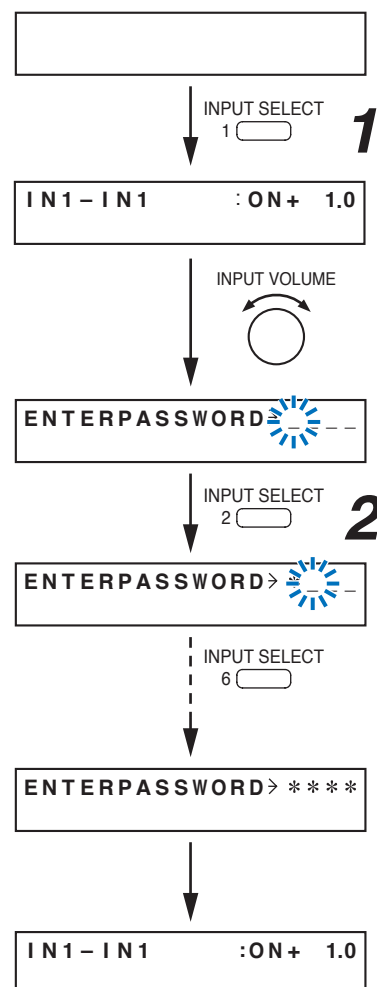 INPUT SELECT
1
1
IN1–IN1 :ON+ 1.0
INPUT VOLUME
ENTERPASSWORD> _ _ _ _
INPUT SELECT
2
2
ENTERPASSWORD> * _ _ _
INPUT SELECT
6
ENTERPASSWORD> ****
IN1–IN1 :ON+ 1.0